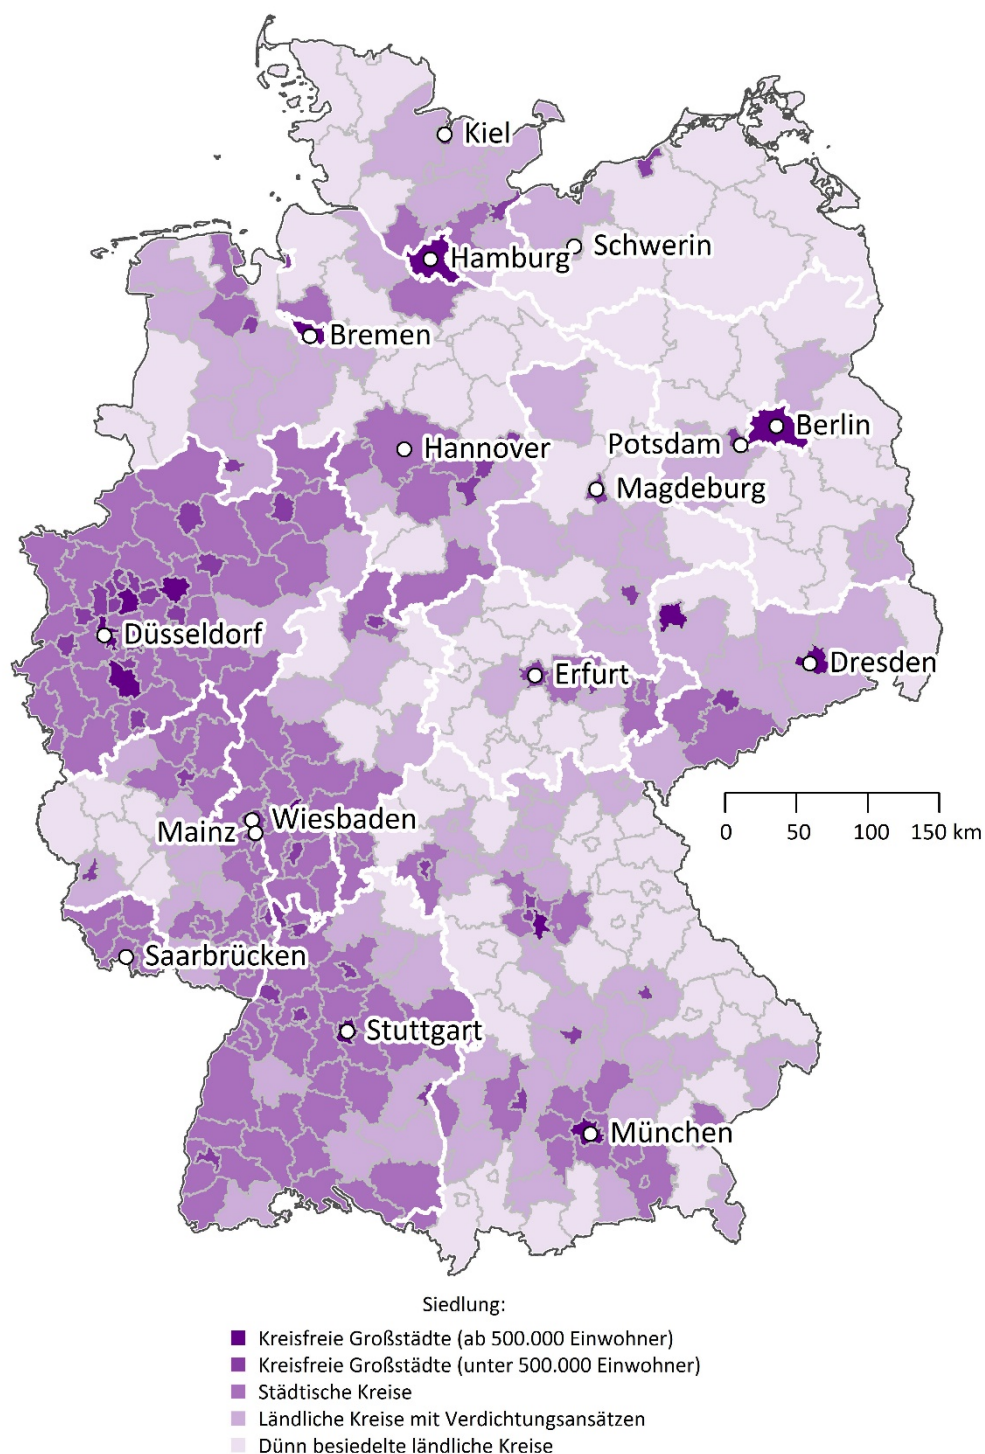 Kiel
Schwerin
Hamburg
Bremen
Berlin
Hannover
Potsdam
Magdeburg
Düsseldorf
Erfurt
Dresden
Wiesbaden
Mainz
0 50 100 150 km
Saarbrücken
Stuttgart
München
Siedlung:
Kreisfreie Großstädte (ab 500.000 Einwohner)
Kreisfreie Großstädte (unter 500.000 Einwohner)
Städtische Kreise
Ländliche Kreise mit Verdichtungsansätzen
Dünn besiedelte ländliche Kreise